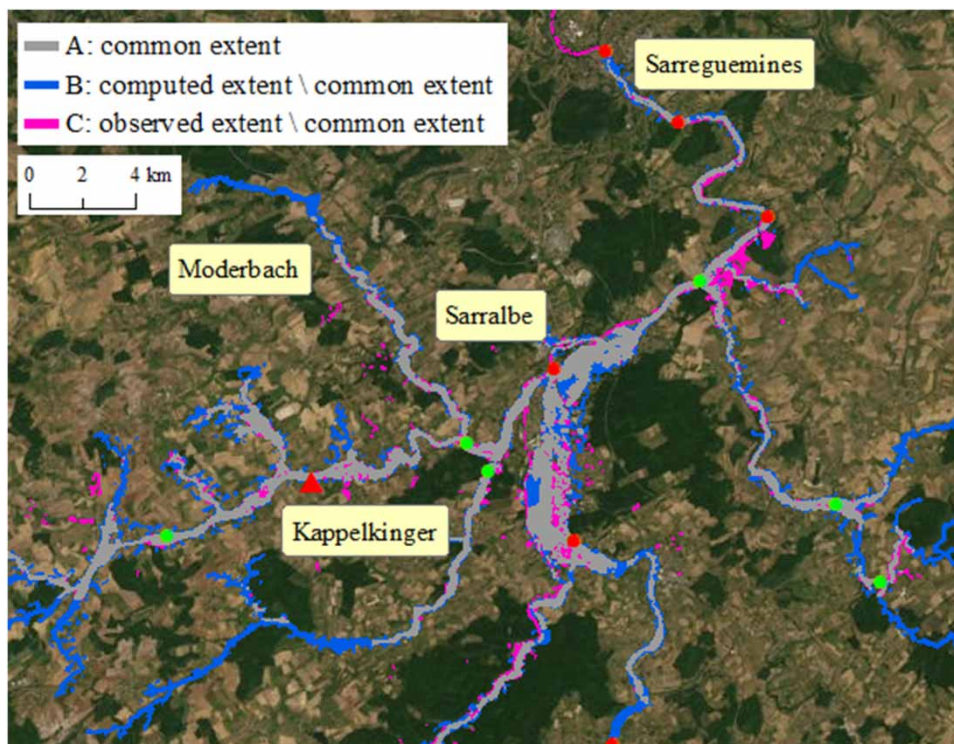 A: common extent
B: computed extent \ common extent
C: observed extent \ common extent
0 2 4 km
Sarreguemines
Moderbach
Sarralbe
Kappelkinger